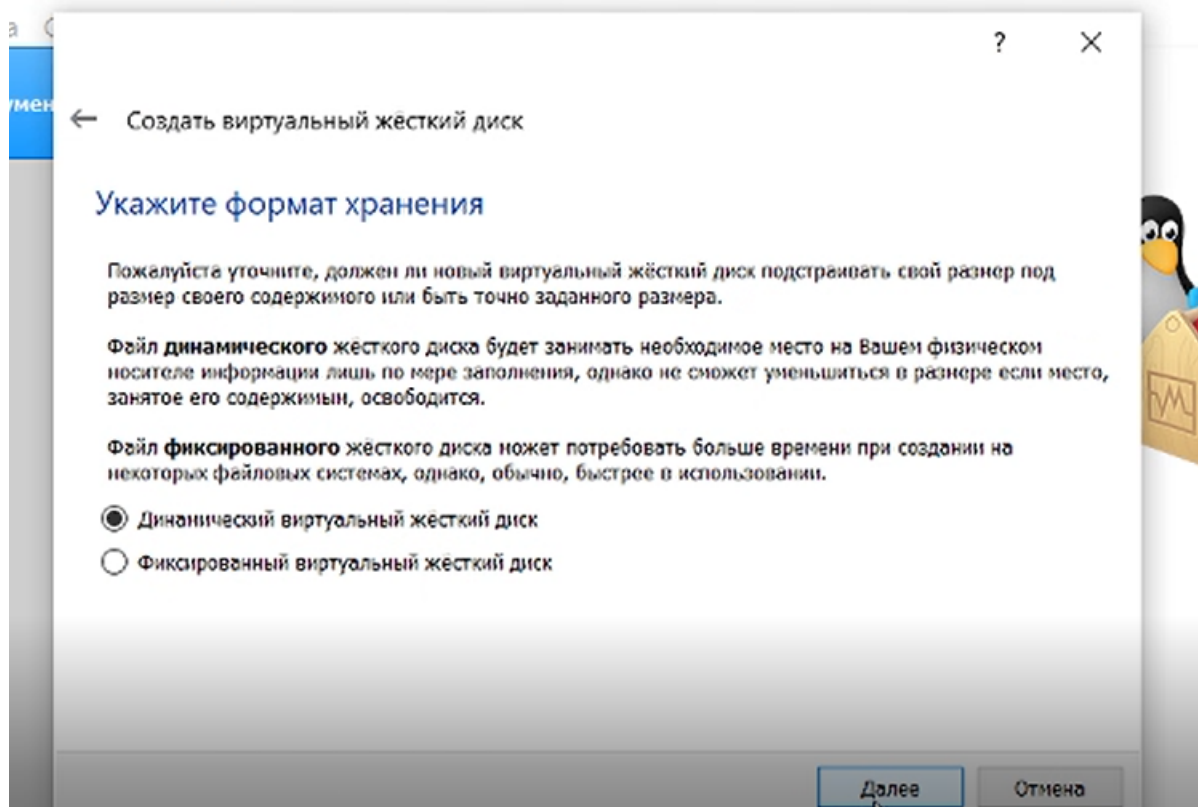 ?
умен
Создать виртуальный жёсткий диск
Укажите формат хранения
Пожалуйста уточните, должен ли новый виртуальный жёсткий диск подстраивать свой размер под
размер своего содержимого или быть точно заданного размера.
Файл динамического жёсткого диска будет занимать необходимое место на Вашем физическом
носителе информации лишь по мере заполнения, однако не сможет уменьшиться в размере если место,
занятое его содержимым, освободится.
Файл фиксированного жёсткого диска может потребовать больше времени при создании на
некоторых файловых системах, однако, обычно, быстрее в использовании.
Динамический виртуальный жёсткий диск
Фиксированный виртуальный жёсткий диск
Далее
Отмена